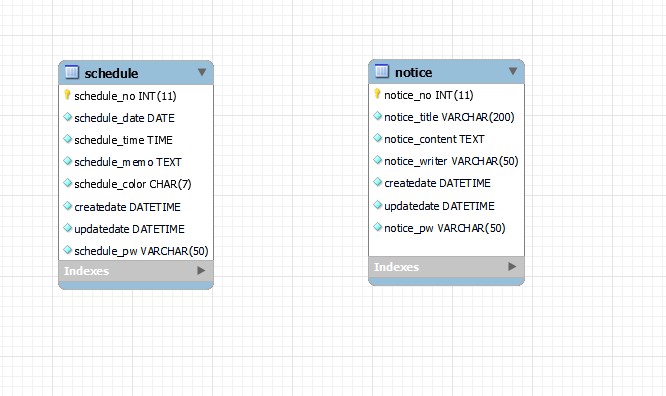 schedule
schedule_no INT(11)
schedule_date DATE
schedule_time TIME
schedule_memo TEXT
schedule_color CHAR(7)
createdate DATETIME
updatedate DATETIME
schedule_pw VARCHAR(50)
Indexes
notice
notice_no INT(11)
notice_title VARCHAR(200)
notice_content TEXT
notice_writer VARCHAR(50)
createdate DATETIME
updatedate DATETIME
notice_pw VARCHAR(50)
Indexes